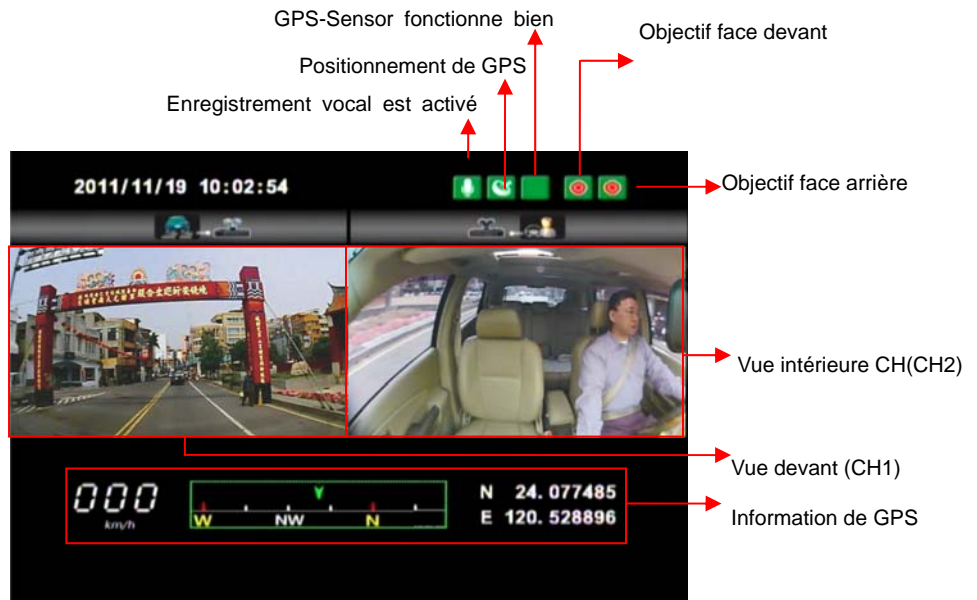 GPS-Sensor fonctionne bien
Objectif face devant
Positionnement de GPS
Enregistrement vocal est activé
2011/11/19 10:02:54
Objectif face arrière
Vue intérieure CH(CH2)
Vue devant (CH1)
000
km/h
W NW N
N 24.077485
E 120.528896
Information de GPS